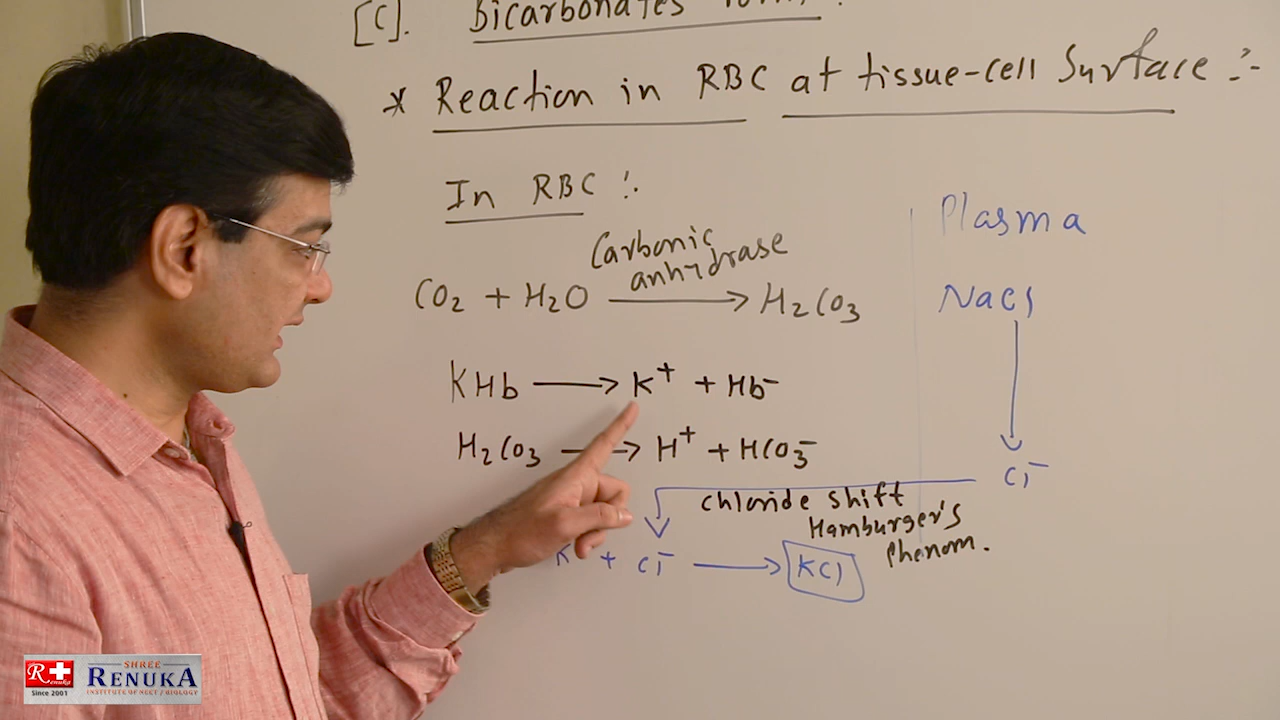 [C]. Bicarbonates form :
* Reaction in RBC at tissue-cell Surface :-
In RBC :.
Carbonic
anhydrase
CO2 + H2O ⟶ H2CO3
KHb ⟶ K+ + Hb-
H2CO3 ⟶ H+ + HCO3-
Plasma
NaCl
Cl-
chloride shift
Hamburger's
Phenom.
K + Cl- ⟶ KCl
R+
Renuka
Since 2001
SHREE
RENUKA
INSTITUTE OF NEET / BIOLOGY